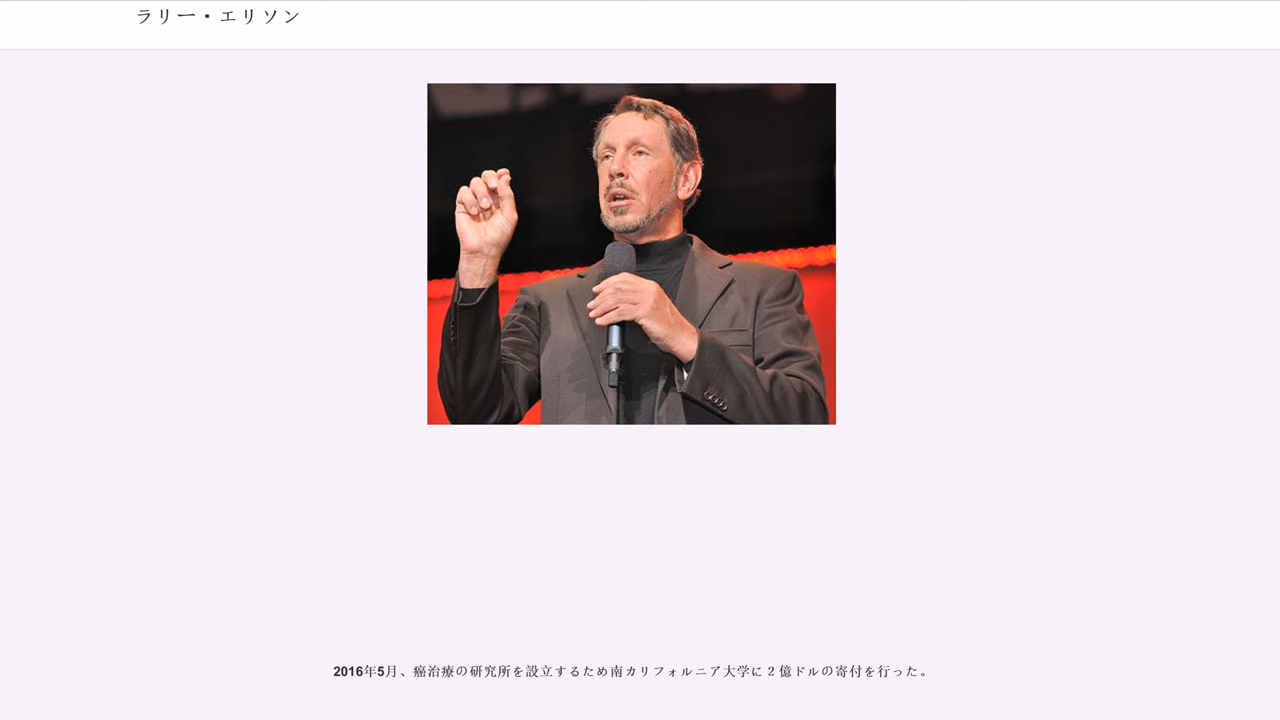 ラリー・エリソン
2016年5月、癌治療の研究所を設立するため南カリフォルニア大学に２億ドルの寄付を行った。